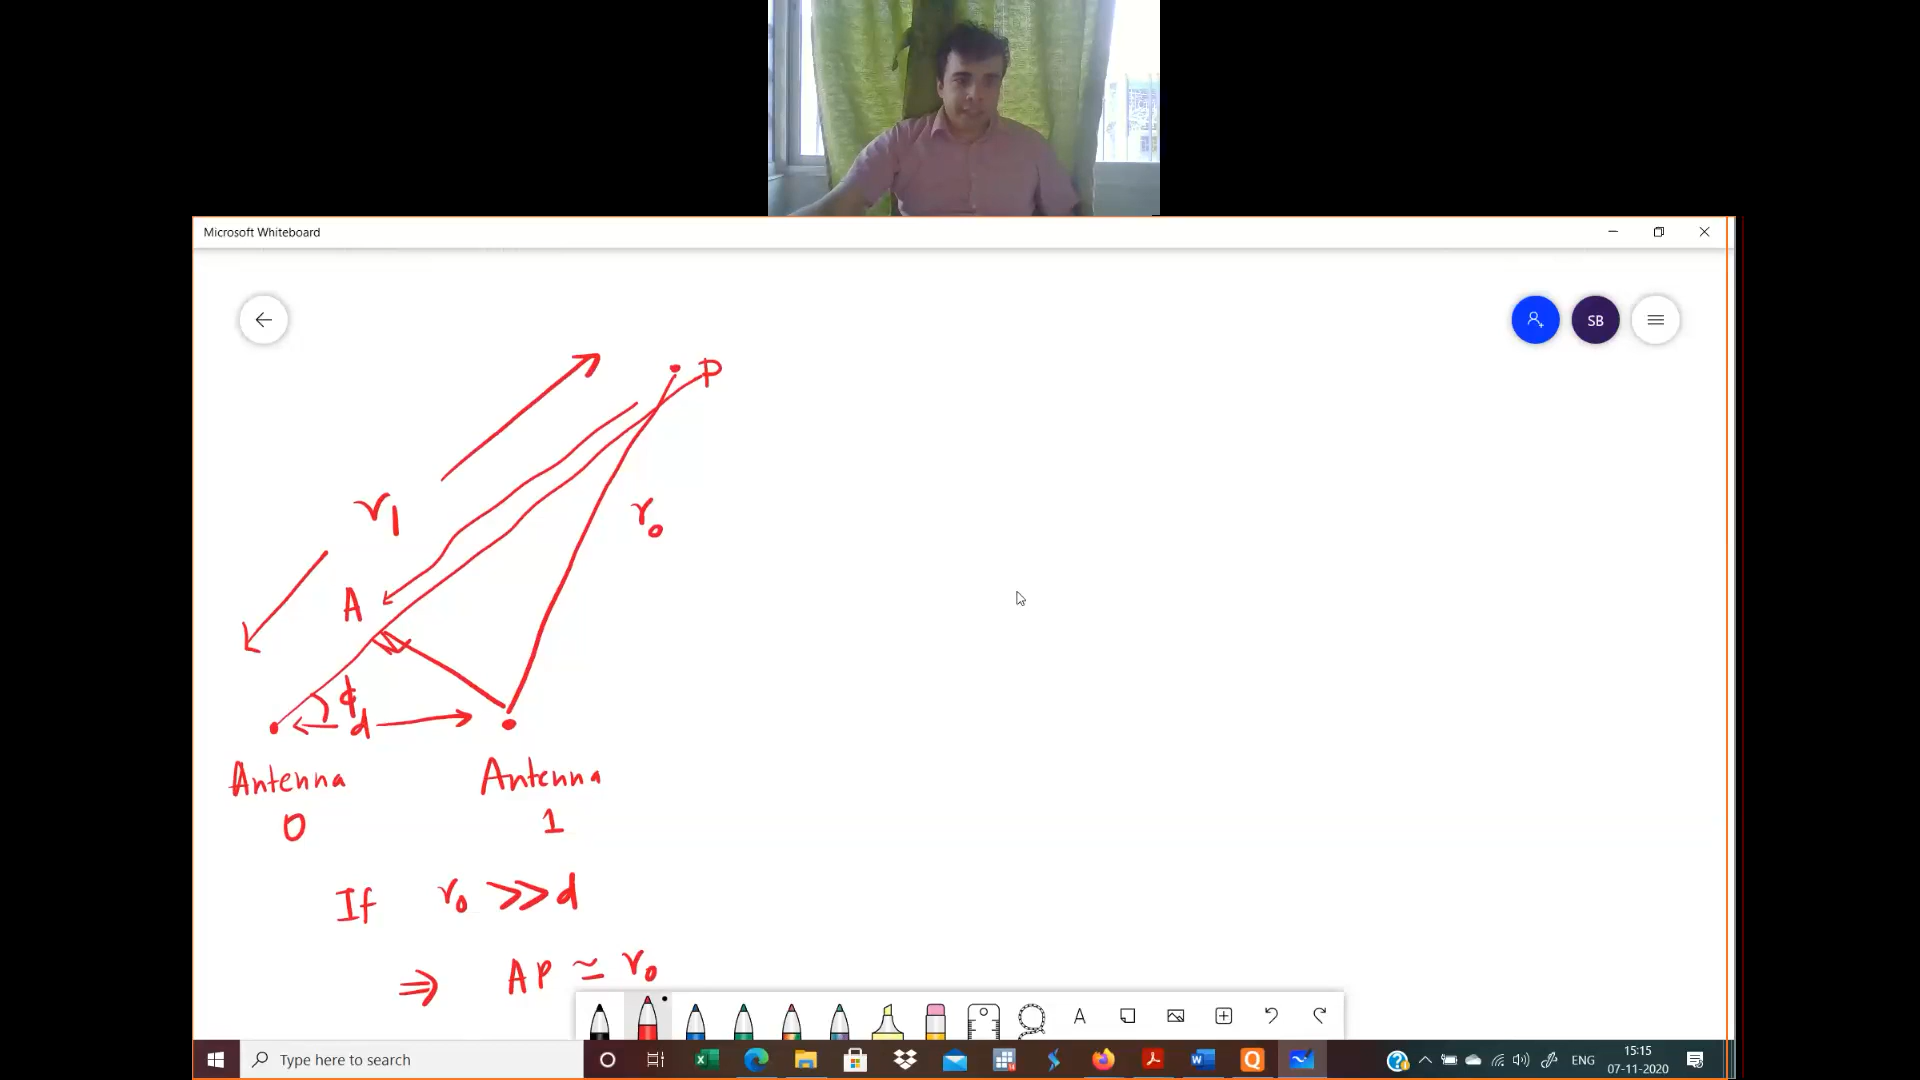 Microsoft Whiteboard
SB
P
r₁
r₀
A
ϕ
d
Antenna Antenna
0 1
If r₀ >> d
⇒ AP ≃ r₀
A
Type here to search
ENG
15:15
07-11-2020